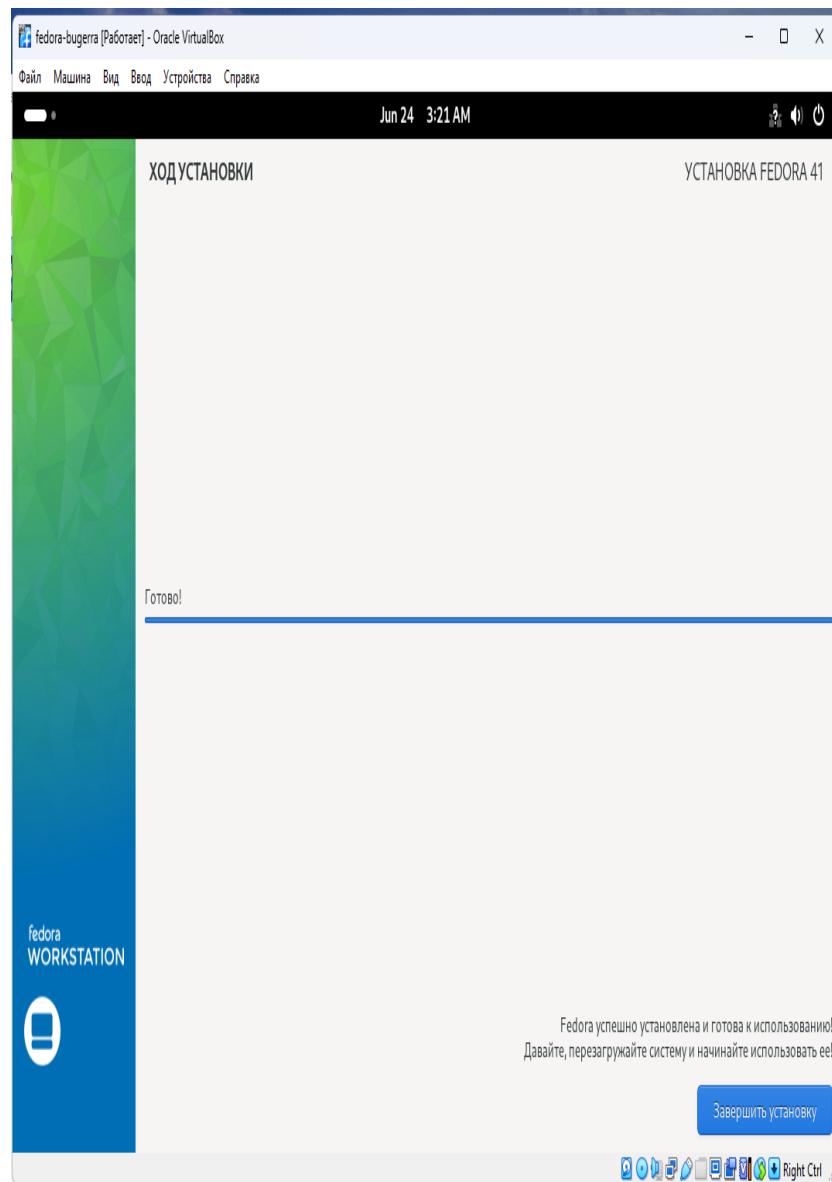 fedora-bugerra [Работает] - Oracle VirtualBox
Файл Машина Вид Ввод Устройства Справка
Jun 24 3:21 AM
ХОД УСТАНОВКИ
УСТАНОВКА FEDORA 41
Готово!
fedora
WORKSTATION
Fedora успешно установлена и готова к использованию!
Давайте, перезагружайте систему и начинайте использовать ее!
Завершить установку
Right Ctrl